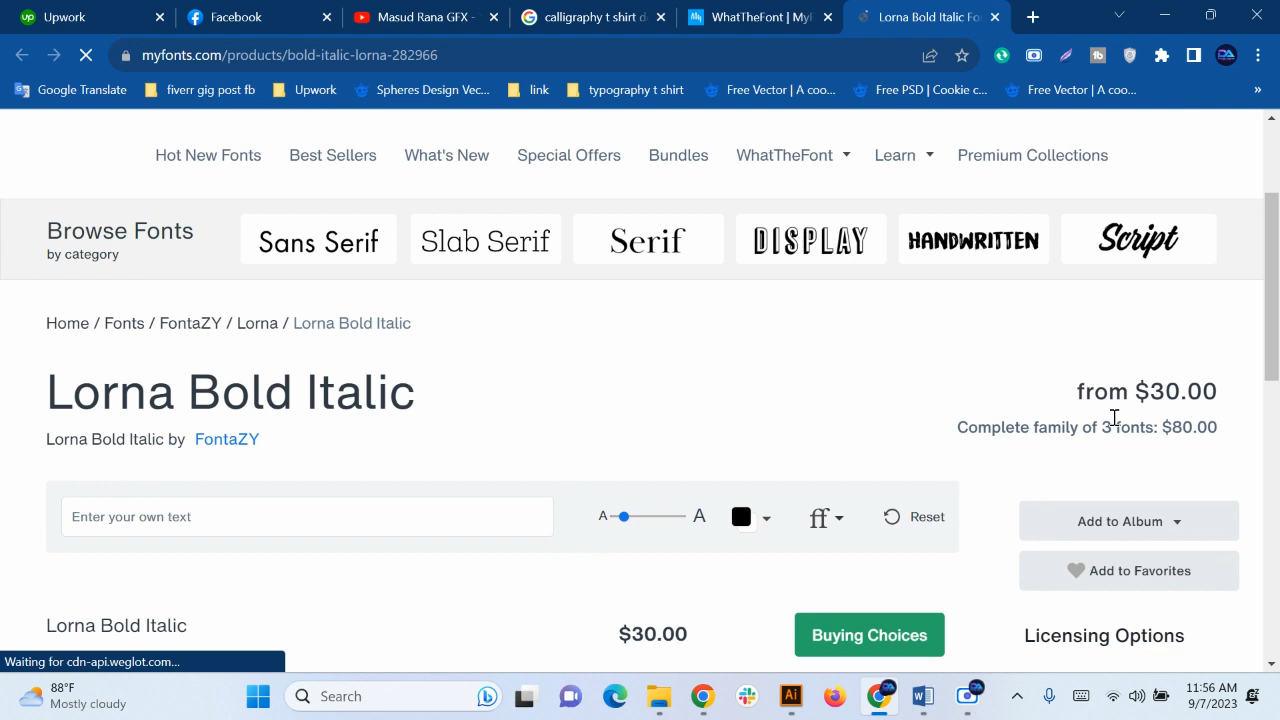 Upwork
Facebook
Masud Rana GFX -
calligraphy t shirt d
WhatTheFont | MyF
Lorna Bold Italic Fo
myfonts.com/products/bold-italic-lorna-282966
Google Translate
fiverr gig post fb
Upwork
Spheres Design Vec...
link
typography t shirt
Free Vector | A coo...
Free PSD | Cookie c...
Free Vector | A coo...
Hot New Fonts
Best Sellers
What's New
Special Offers
Bundles
WhatTheFont
Learn
Premium Collections
Browse Fonts
by category
Sans Serif
Slab Serif
Serif
DISPLAY
HANDWRITTEN
Script
Home / Fonts / FontaZY / Lorna / Lorna Bold Italic
Lorna Bold Italic
from $30.00
Complete family of 3 fonts: $80.00
Lorna Bold Italic by FontaZY
Enter your own text
A
A
ff
Reset
Add to Album
Add to Favorites
Lorna Bold Italic
$30.00
Buying Choices
Licensing Options
Waiting for cdn-api.weglot.com...
88°F
Mostly cloudy
Search
11:56 AM
9/7/2023